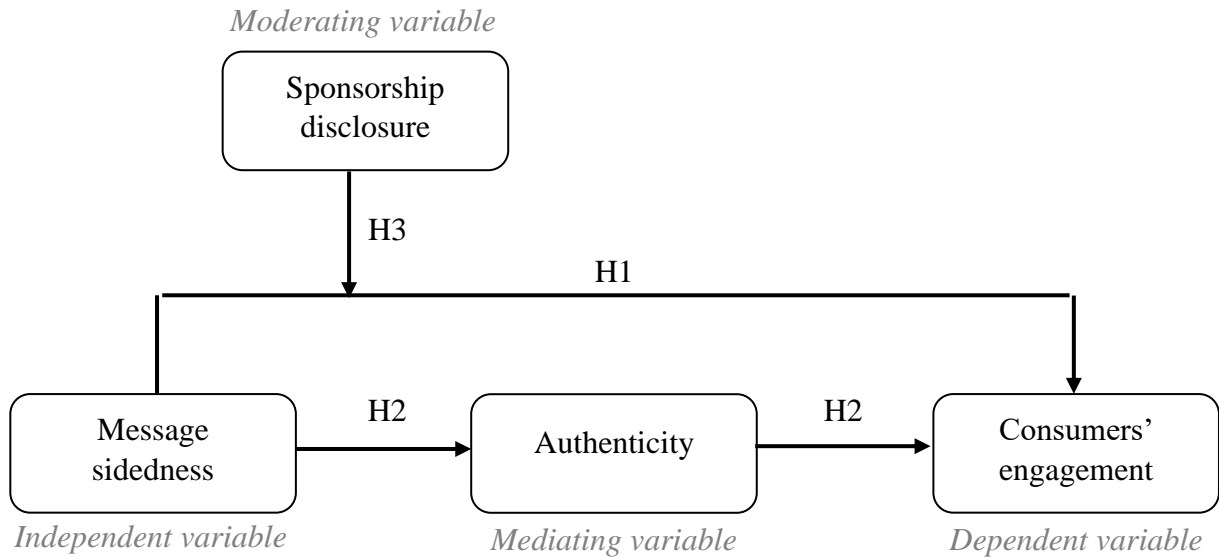 Moderating variable
Sponsorship
disclosure
H3
H1
H2
H2
Message
sidedness
Authenticity
Consumers’
engagement
Independent variable
Mediating variable
Dependent variable